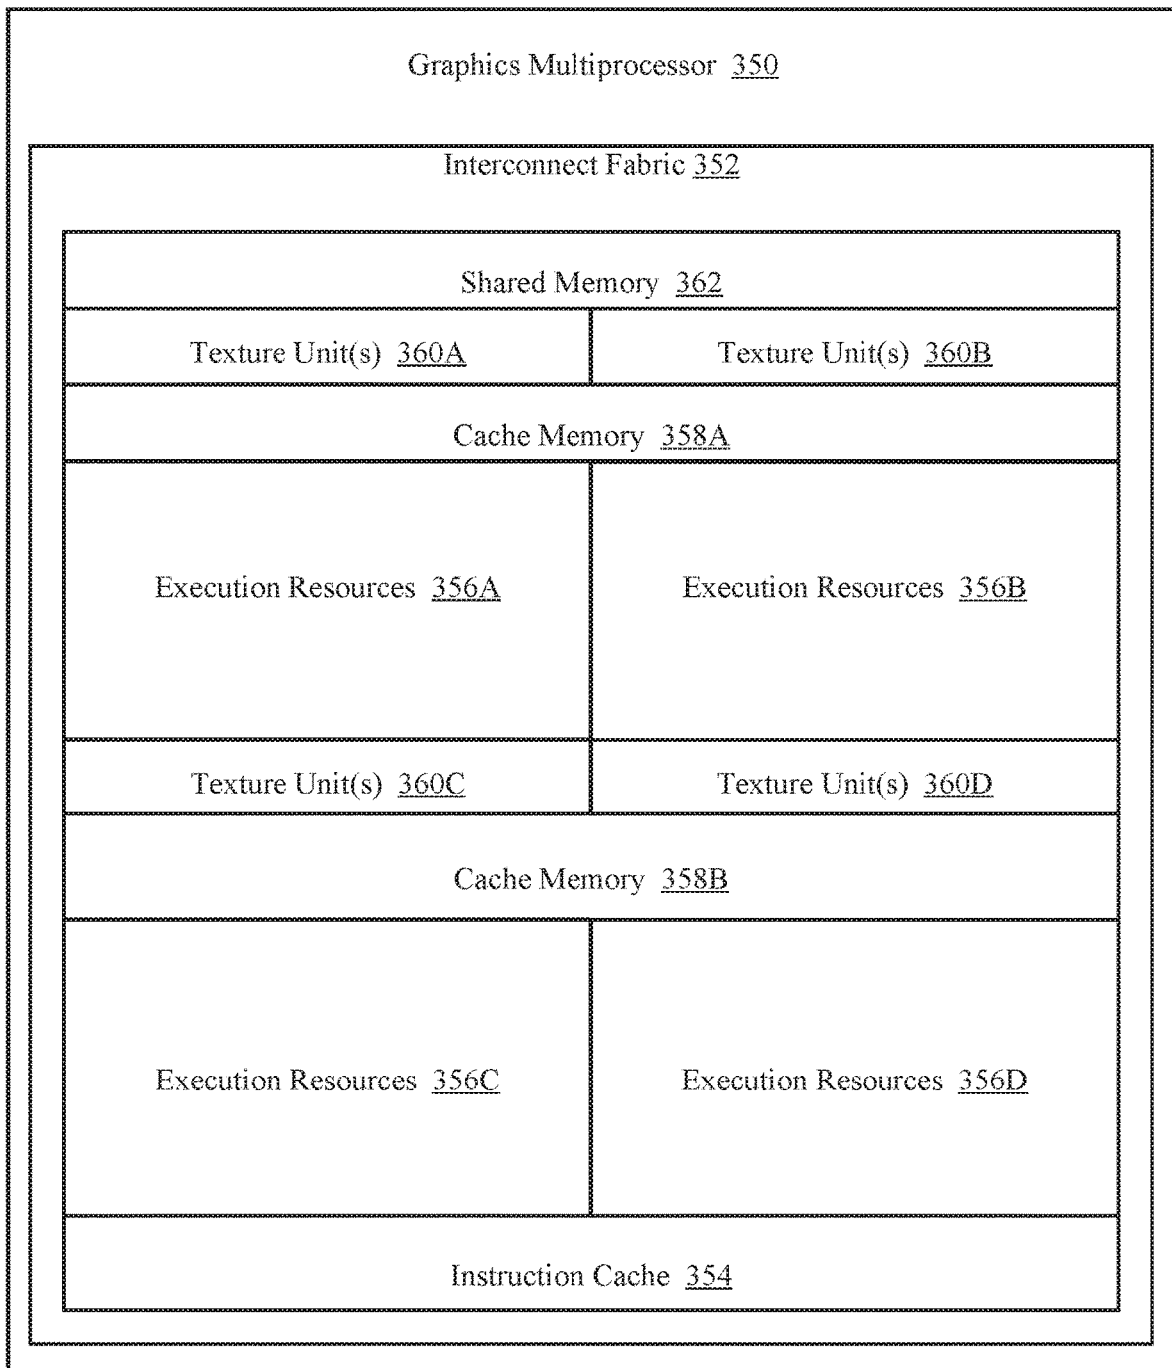 Graphics Multiprocessor 350
Interconnect Fabric 352
Shared Memory 362
Texture Unit(s) 360A
Texture Unit(s) 360B
Cache Memory 358A
Execution Resources 356A
Execution Resources 356B
Texture Unit(s) 360C
Texture Unit(s) 360D
Cache Memory 358B
Execution Resources 356C
Execution Resources 356D
Instruction Cache 354